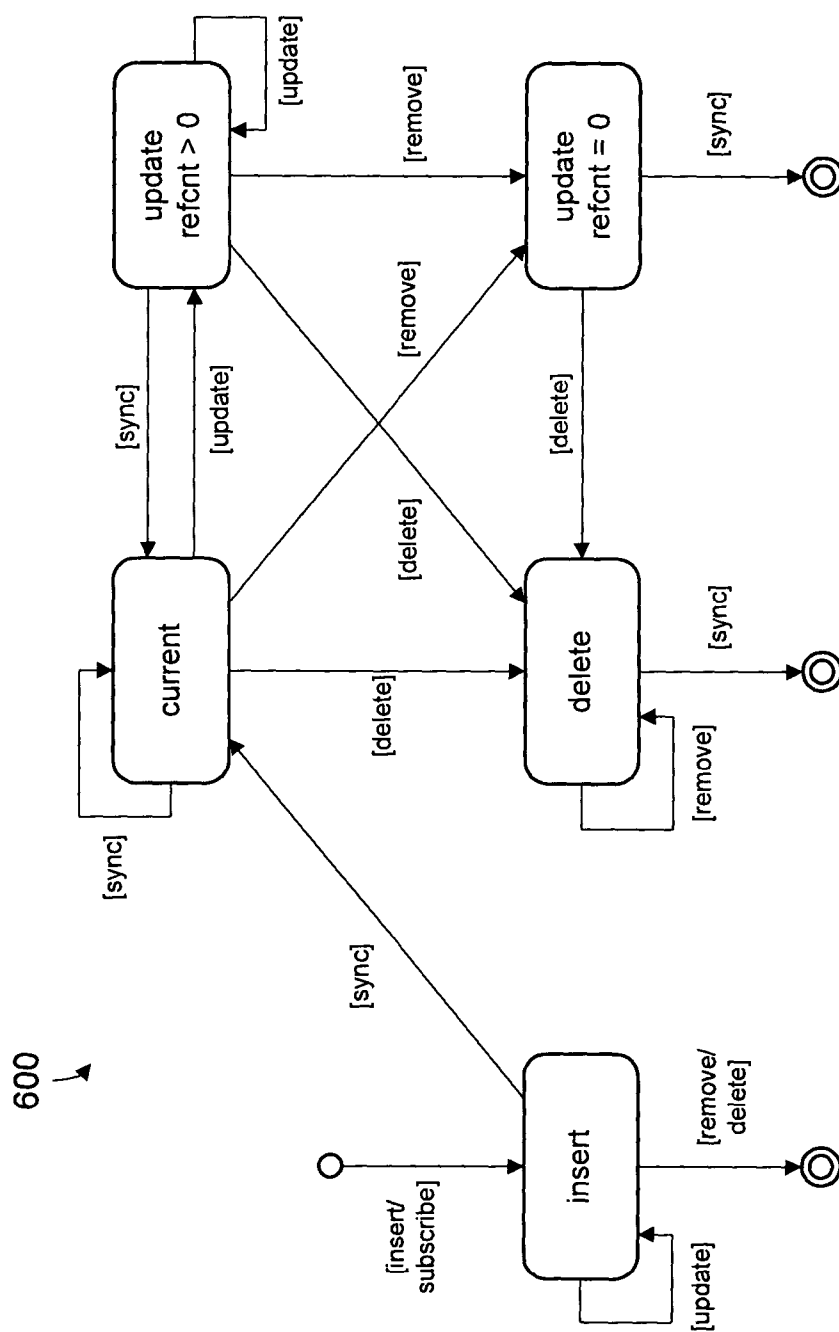 600
[insert/
subscribe]
insert
[update]
[remove/
delete]
[sync]
[sync]
current
[sync]
[update]
update
refcnt > 0
[update]
[delete]
[delete]
[remove]
[remove]
delete
[remove]
[sync]
[delete]
update
refcnt = 0
[sync]